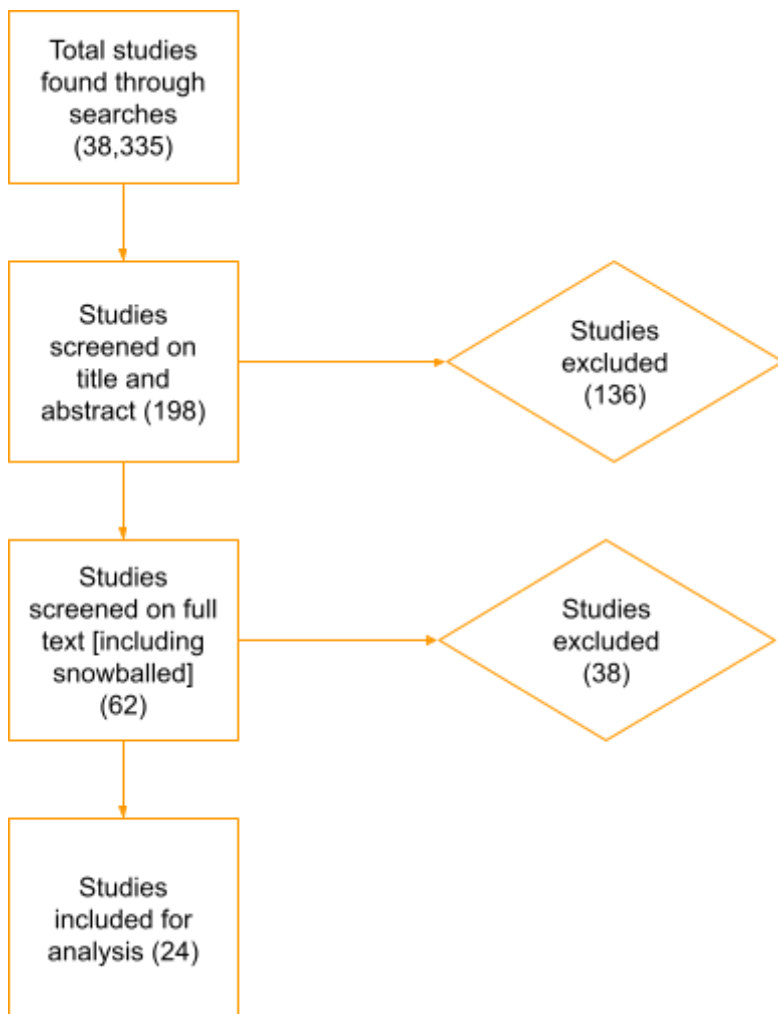 Total studies
found through
searches
(38,335)
Studies
screened on
title and
abstract (198)
Studies
excluded
(136)
Studies
screened on full
text [including
snowballed]
(62)
Studies
excluded
(38)
Studies
included for
analysis (24)